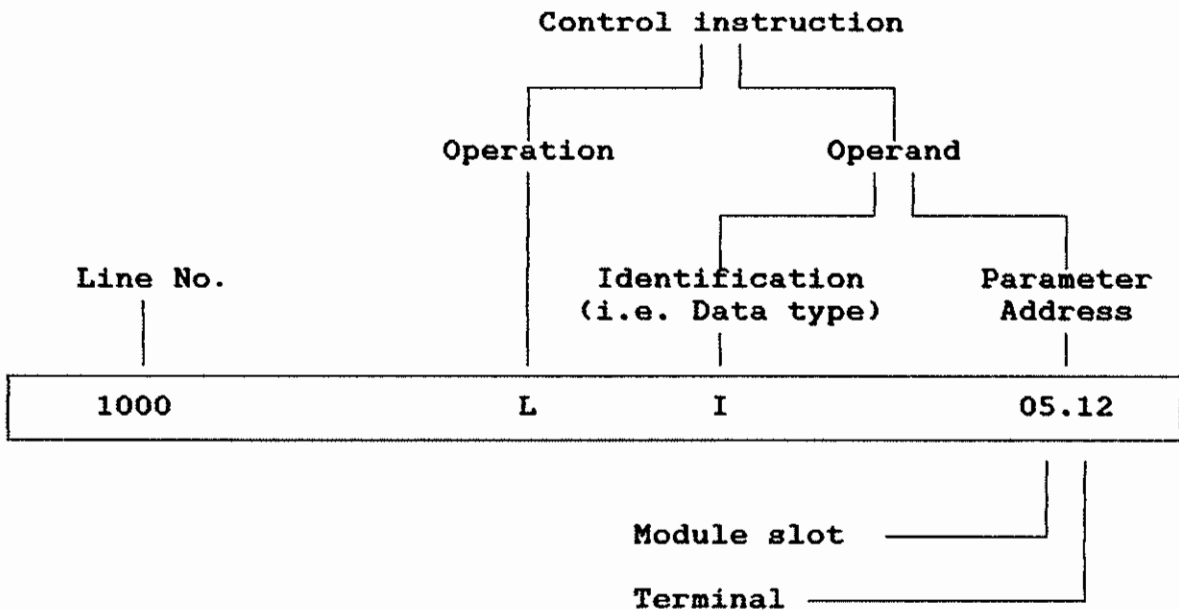 Control instruction
Operation Operand
Line No. Identification Parameter
(i.e. Data type) Address
1000 L I 05.12
Module slot
Terminal